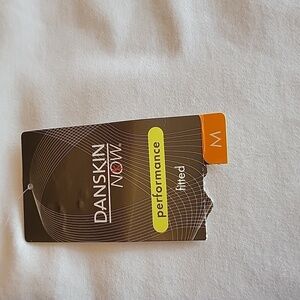 DANSKIN
NOW.
performance
fitted
M